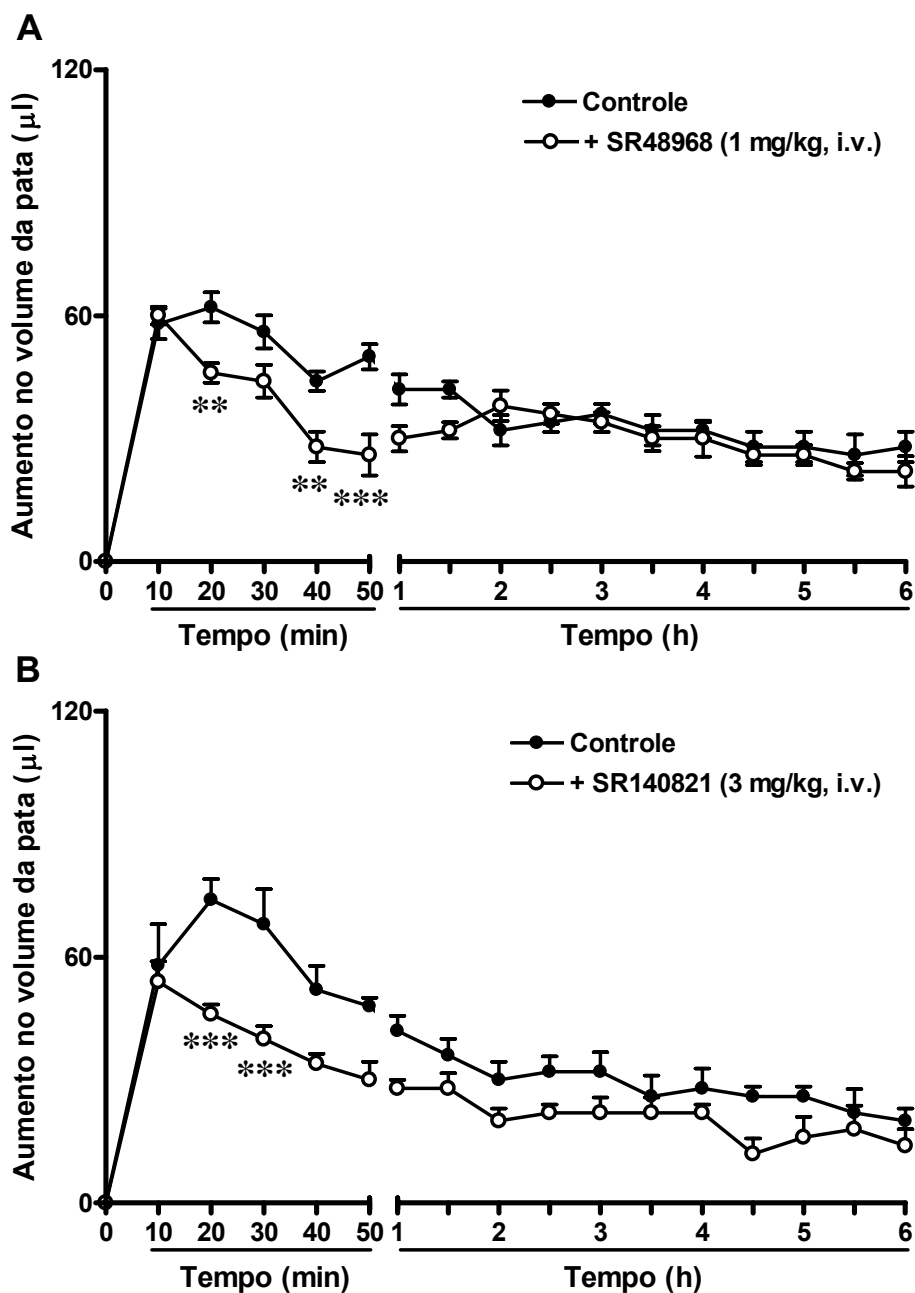 A
Aumento no volume da pata (μl)
120
60
0
Controle
+ SR48968 (1 mg/kg, i.v.)
**
**
***
0 10 20 30 40 50 1 2 3 4 5 6
Tempo (min) Tempo (h)
B
Aumento no volume da pata (μl)
120
60
0
Controle
+ SR140821 (3 mg/kg, i.v.)
***
***
0 10 20 30 40 50 1 2 3 4 5 6
Tempo (min) Tempo (h)